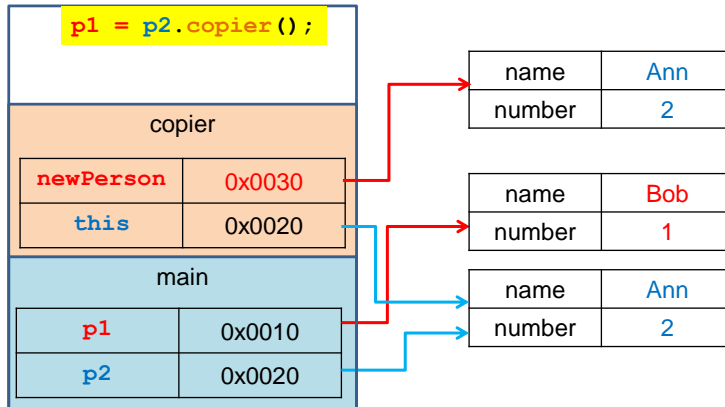 p1 = p2.copier();
copier
newPerson 0x0030
this 0x0020
main
p1 0x0010
p2 0x0020
name Ann
number 2
name Bob
number 1
name Ann
number 2